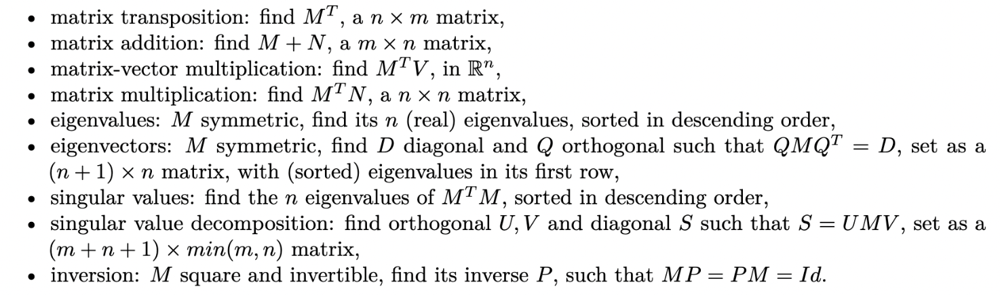 • matrix transposition: find $M^T$, a $n \times m$ matrix,
• matrix addition: find $M + N$, a $m \times n$ matrix,
• matrix-vector multiplication: find $M^T V$, in $\mathbb{R}^n$,
• matrix multiplication: find $M^T N$, a $n \times n$ matrix,
• eigenvalues: $M$ symmetric, find its $n$ (real) eigenvalues, sorted in descending order,
• eigenvectors: $M$ symmetric, find $D$ diagonal and $Q$ orthogonal such that $QMQ^T = D$, set as a
$(n + 1) \times n$ matrix, with (sorted) eigenvalues in its first row,
• singular values: find the $n$ eigenvalues of $M^T M$, sorted in descending order,
• singular value decomposition: find orthogonal $U, V$ and diagonal $S$ such that $S = UMV$, set as a
$(m + n + 1) \times min(m, n)$ matrix,
• inversion: $M$ square and invertible, find its inverse $P$, such that $MP = PM = Id$.